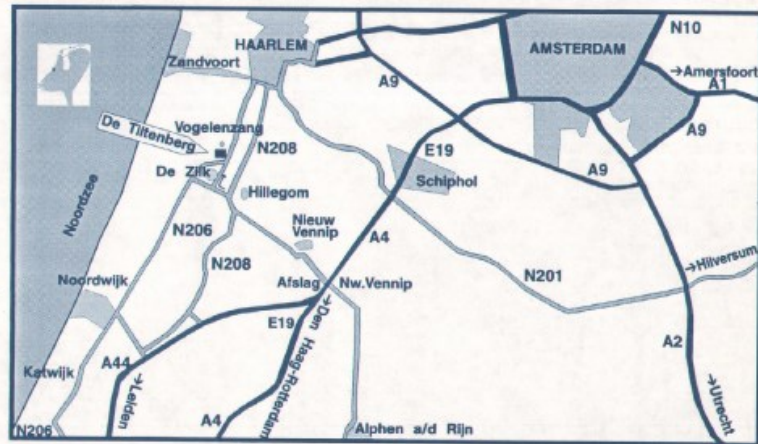 HAARLEM
AMSTERDAM
N10
Zandvoort
→Amersfoort
A1
A9
A9
De Tiltenberg
Vogelenzang
N208
E19
A9
De Zilk
Schiphol
Hillegom
Noordzee
N206
Nieuw
Vennip
A4
→Hilversum
N208
N201
Noordwijk
Afslag
Nw.Vennip
E19
→Den Haag-Rotterdam
A2
Katwijk
A44
→Leiden
→Utrecht
A4
N206
Alphen a/d Rijn